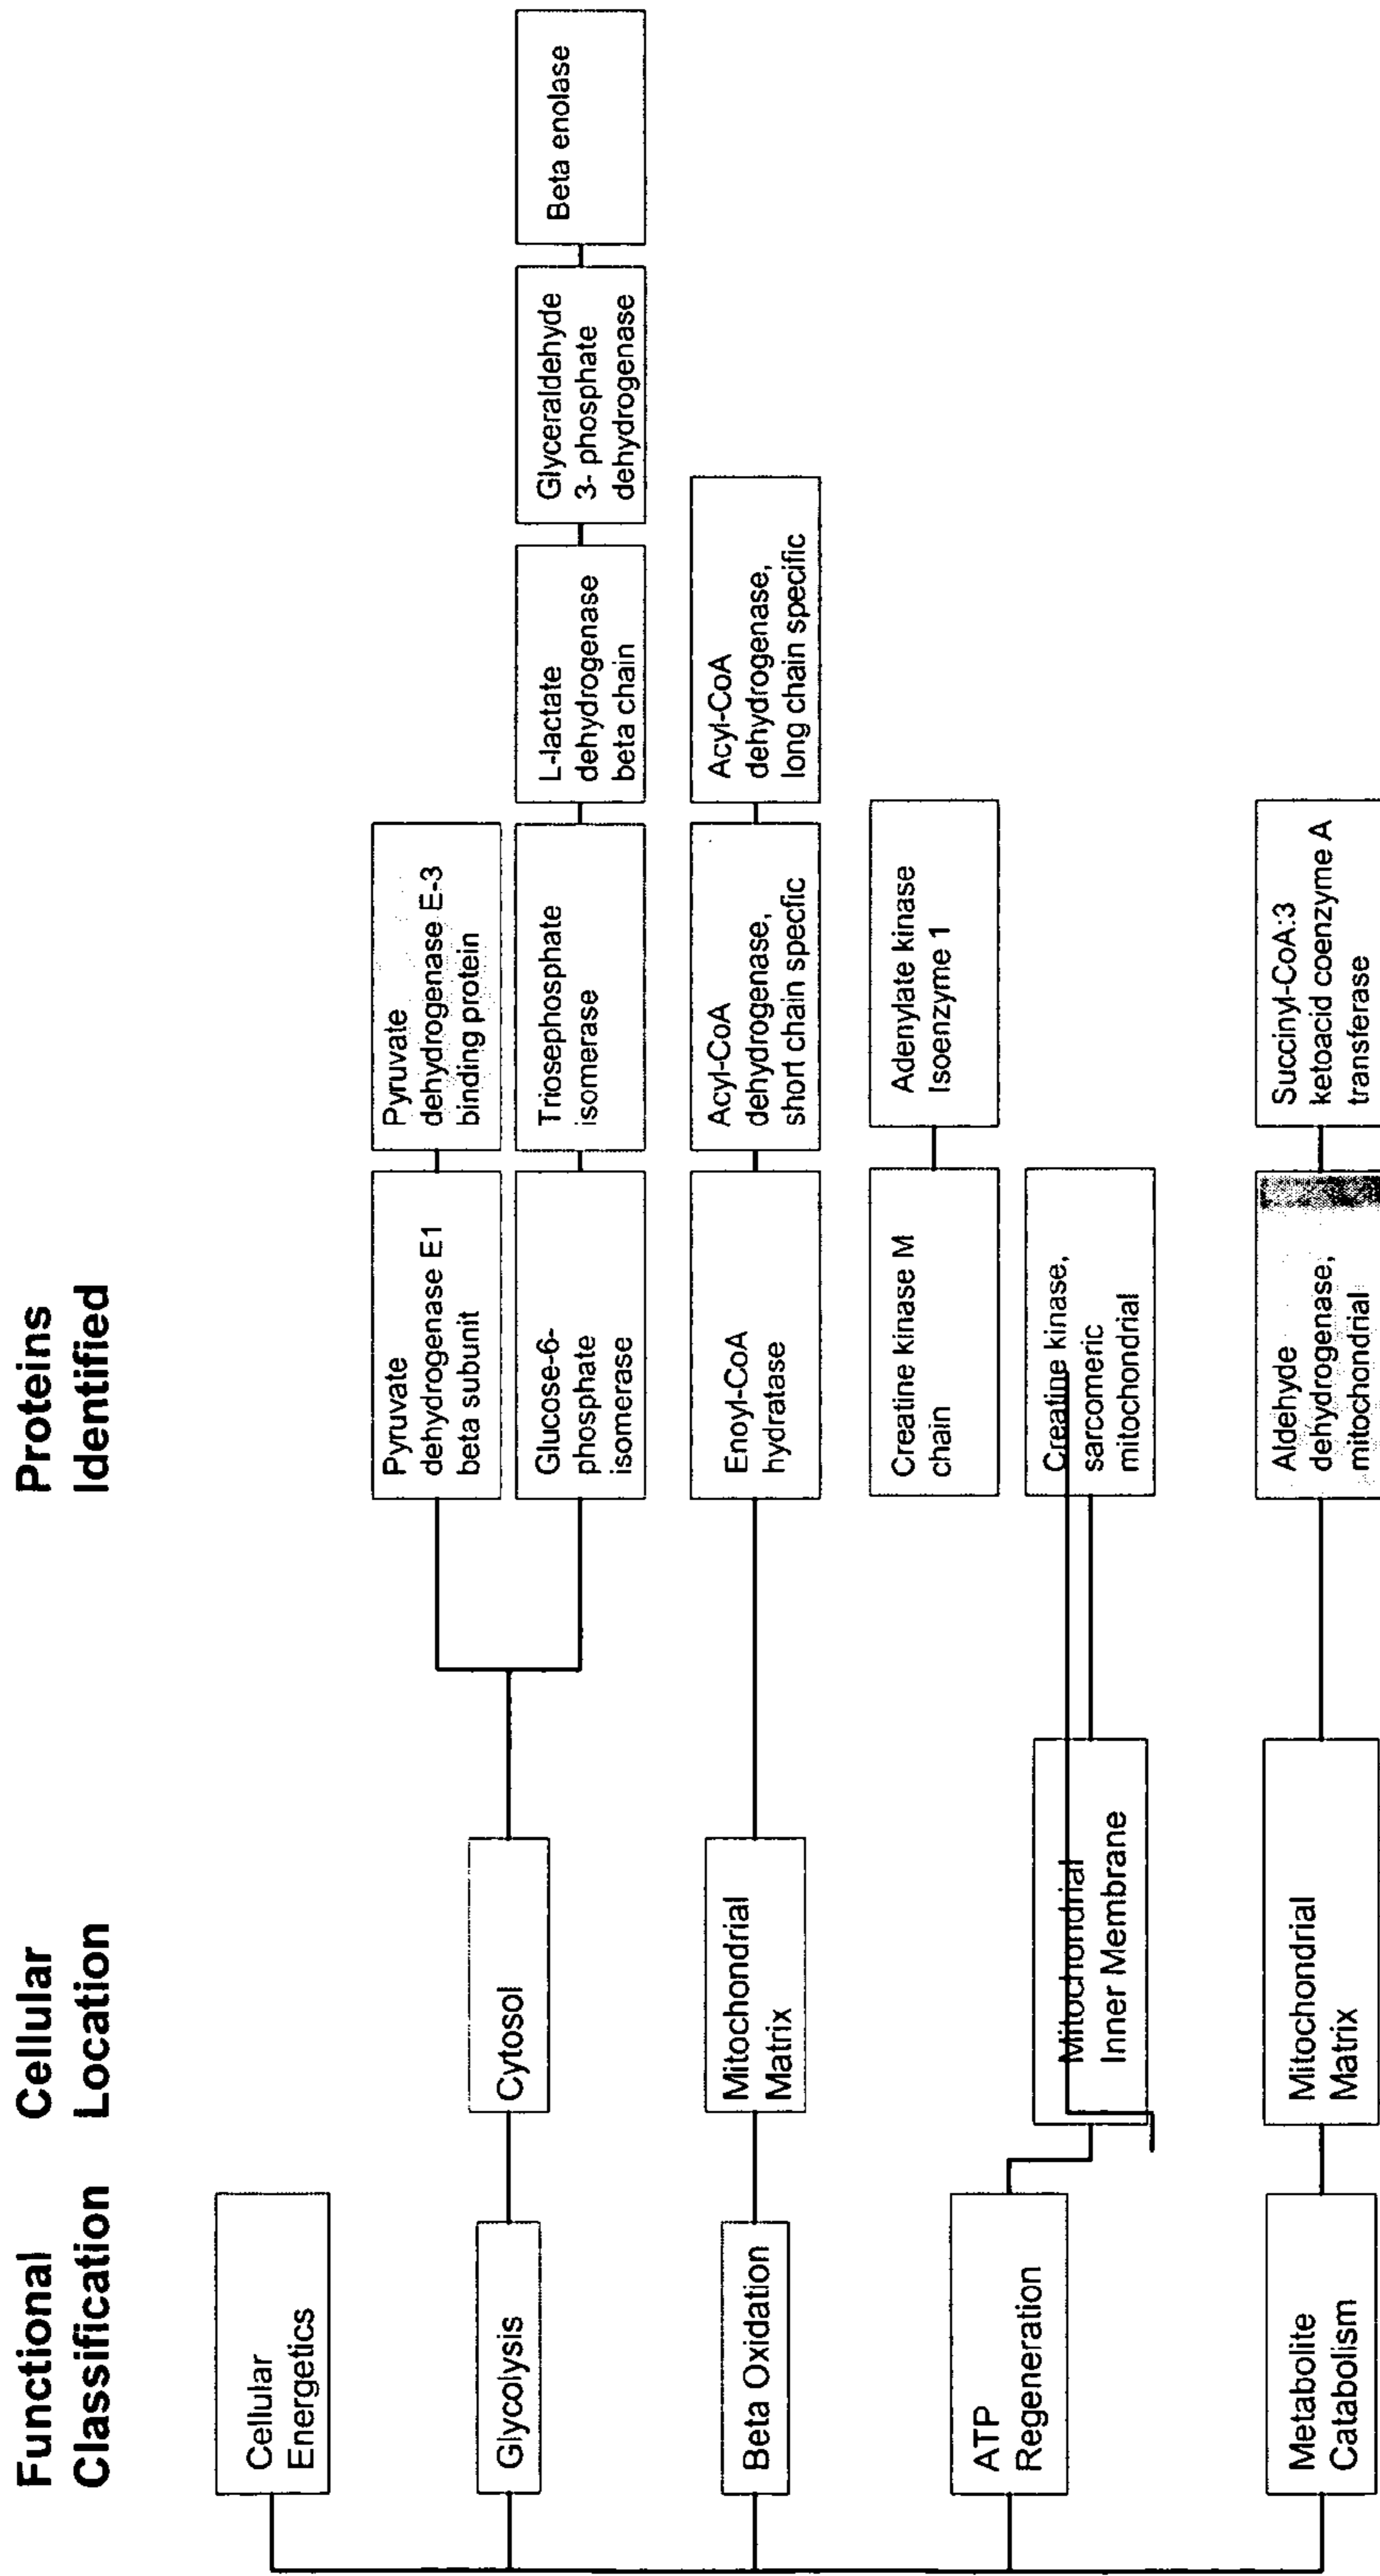 Functional
Classification
Cellular
Location
Proteins
Identified
Cellular
Energetics
Glycolysis
Cytosol
Pyruvate
dehydrogenase E1
beta subunit
Pyruvate
dehydrogenase E-3
binding protein
Glucose-6-
phosphate
isomerase
Triosephosphate
isomerase
L-lactate
dehydrogenase
beta chain
Glyceraldehyde
3- phosphate
dehydrogenase
Beta enolase
Beta Oxidation
Mitochondrial
Matrix
Enoyl-CoA
hydratase
Acyl-CoA
dehydrogenase,
short chain specfic
Acyl-CoA
dehydrogenase,
long chain specific
ATP
Regeneration
Creatine kinase M
chain
Adenylate kinase
Isoenzyme 1
Mitochondrial
Inner Membrane
Creatine kinase,
sarcomeric
mitochondrial
Metabolite
Catabolism
Mitochondrial
Matrix
Aldehyde
dehydrogenase,
mitochondrial
Succinyl-CoA:3
ketoacid coenzyme A
transferase